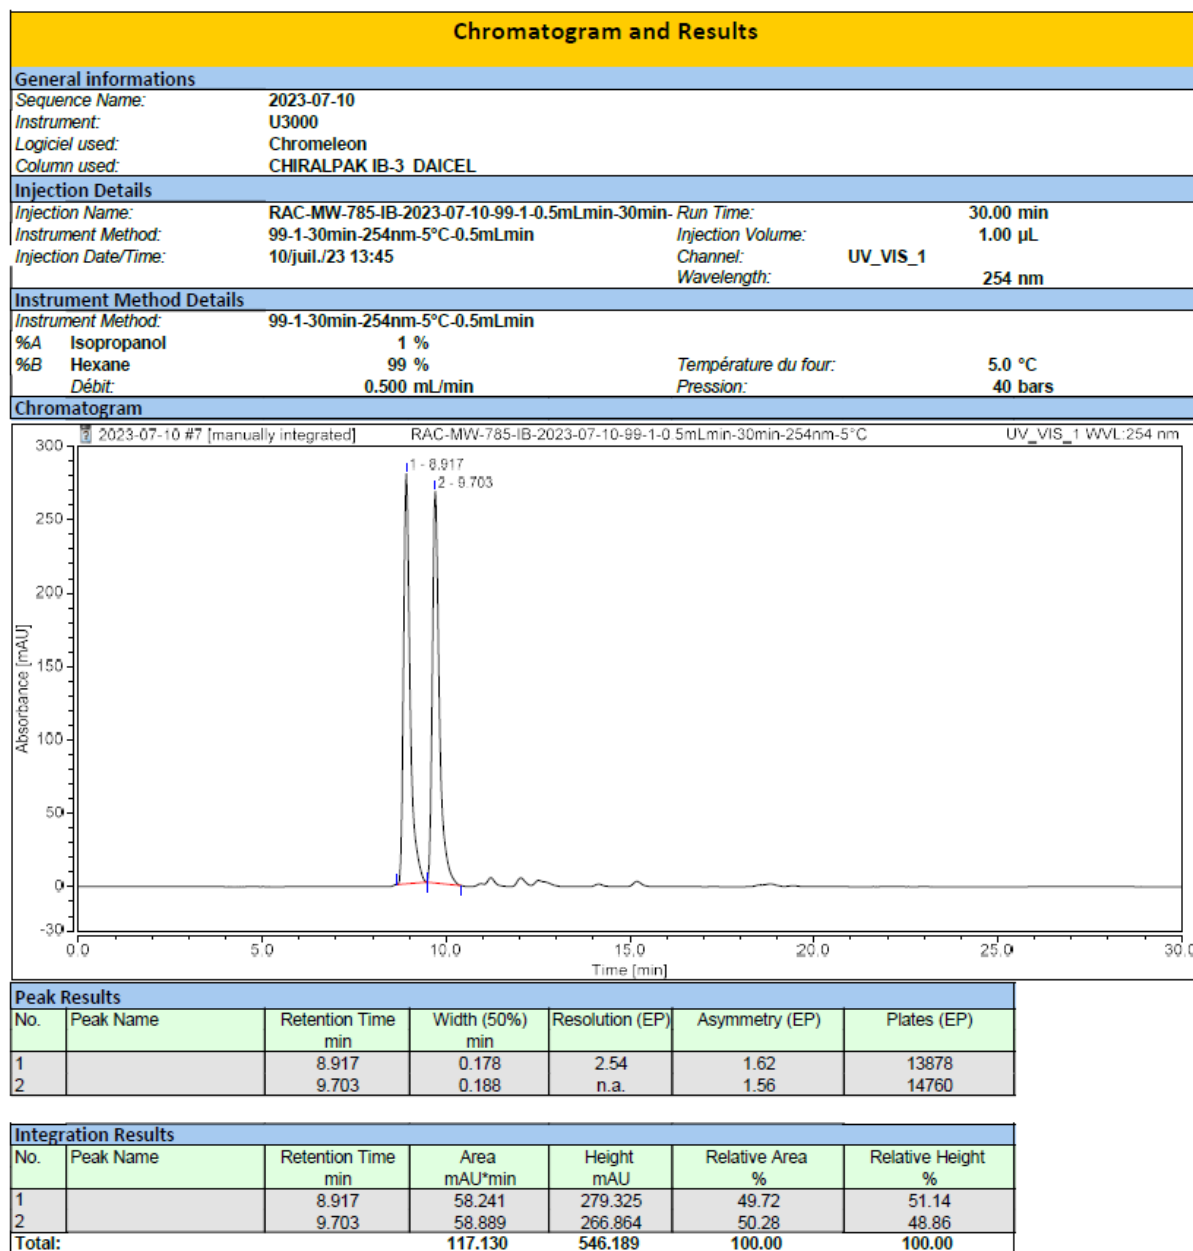 Chromatogram and Results
General informations
Sequence Name: 2023-07-10
Instrument: U3000
Logiciel used: Chromeleon
Column used: CHIRALPAK IB-3 DAICEL
Injection Details
Injection Name: RAC-MW-785-IB-2023-07-10-99-1-0.5mLmin-30min- Run Time: 30.00 min
Instrument Method: 99-1-30min-254nm-5°C-0.5mLmin Injection Volume: 1.00 µL
Injection Date/Time: 10/juil./23 13:45 Channel: UV_VIS_1
Wavelength: 254 nm
Instrument Method Details
Instrument Method: 99-1-30min-254nm-5°C-0.5mLmin
%A Isopropanol 1 %
%B Hexane 99 % Température du four: 5.0 °C
Débit: 0.500 mL/min Pression: 40 bars
Chromatogram
2023-07-10 #7 [manually integrated] RAC-MW-785-IB-2023-07-10-99-1-0.5mLmin-30min-254nm-5°C UV_VIS_1 WVL:254 nm
300
1 - 8.917
2 - 9.703
250
200
150
100
50
0
-30
Absorbance [mAU]
0.0 5.0 10.0 15.0 20.0 25.0 30.0
Time [min]
Peak Results
No. Peak Name Retention Time Width (50%) Resolution (EP) Asymmetry (EP) Plates (EP)
min min
1 8.917 0.178 2.54 1.62 13878
2 9.703 0.188 n.a. 1.56 14760
Integration Results
No. Peak Name Retention Time Area Height Relative Area Relative Height
min mAU*min mAU % %
1 8.917 58.241 279.325 49.72 51.14
2 9.703 58.889 266.864 50.28 48.86
Total: 117.130 546.189 100.00 100.00